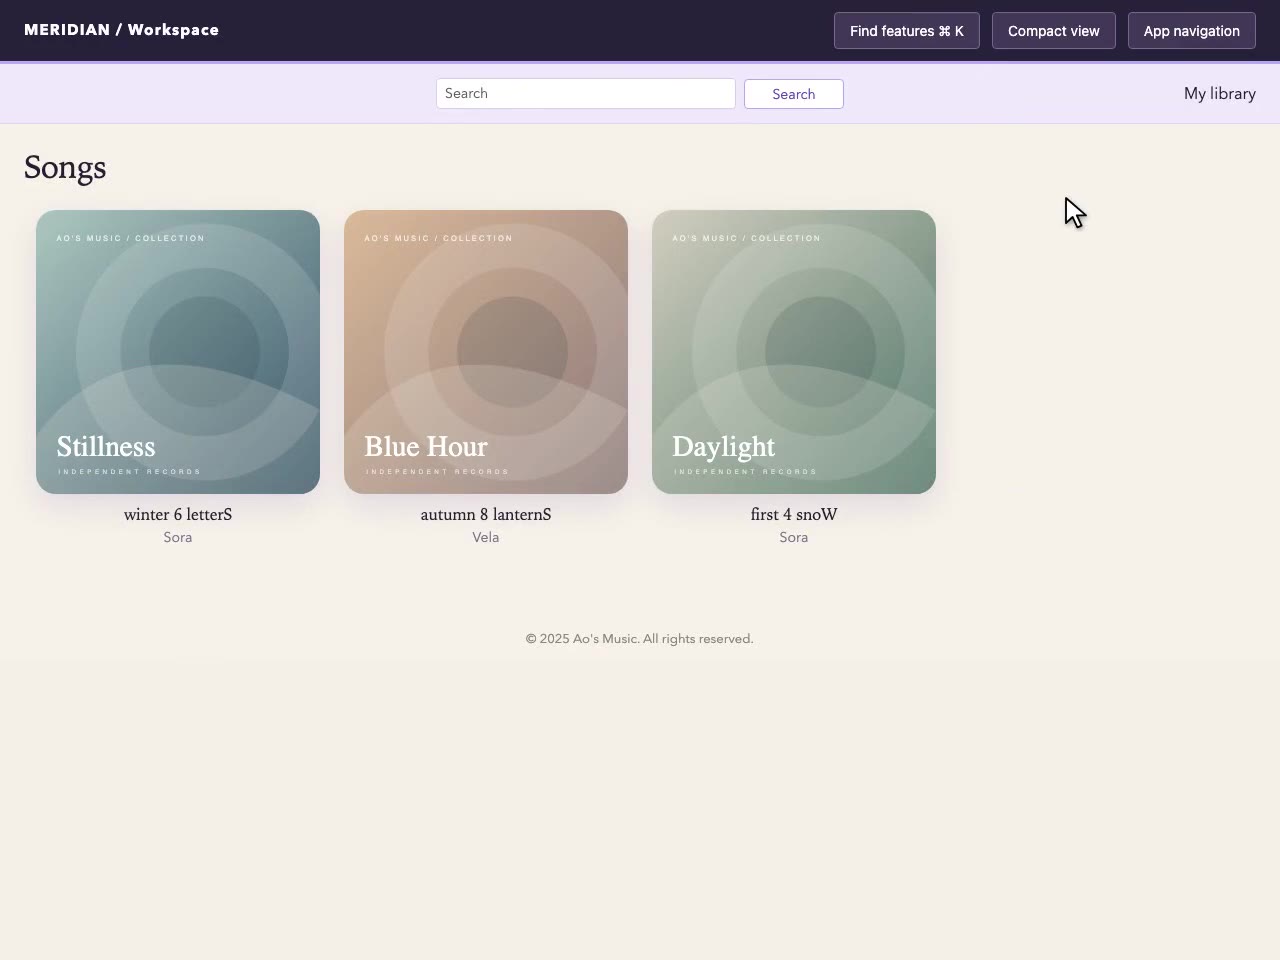 MERIDIAN / Workspace
Find features ⌘ K
Compact view
App navigation
Search
Search
My library
Songs
AO'S MUSIC / COLLECTION
Stillness
INDEPENDENT RECORDS
winter 6 letterS
Sora
AO'S MUSIC / COLLECTION
Blue Hour
INDEPENDENT RECORDS
autumn 8 lanternS
Vela
AO'S MUSIC / COLLECTION
Daylight
INDEPENDENT RECORDS
first 4 snoW
Sora
© 2025 Ao's Music. All rights reserved.